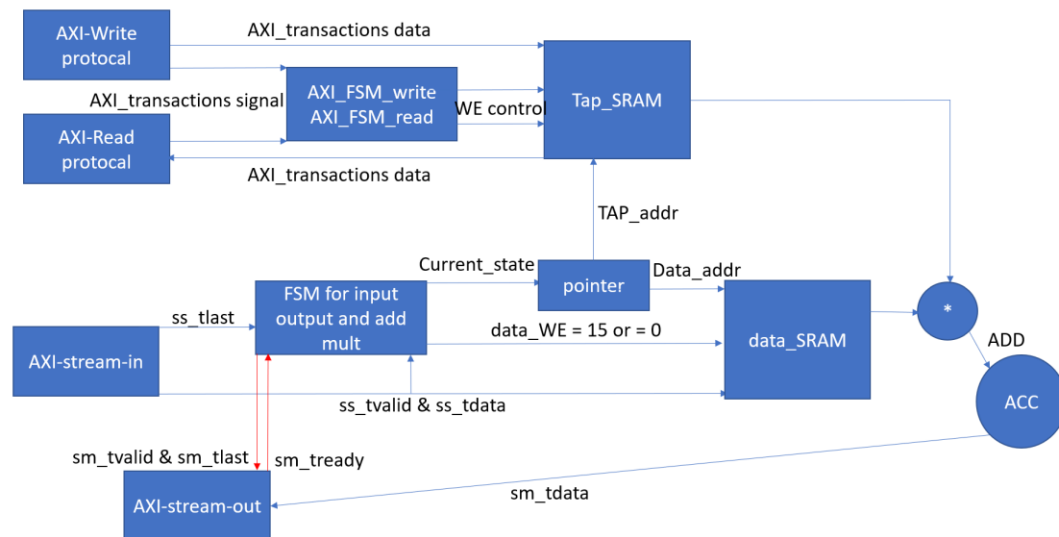 AXI-Write
protocal
AXI_transactions data
AXI_transactions signal
AXI_FSM_write
AXI_FSM_read
WE control
Tap_SRAM
AXI-Read
protocal
AXI_transactions data
TAP_addr
Current_state
pointer
Data_addr
FSM for input
output and add
mult
ss_tlast
data_WE = 15 or = 0
data_SRAM
*
ADD
ACC
AXI-stream-in
ss_tvalid & ss_tdata
sm_tvalid & sm_tlast
sm_tready
AXI-stream-out
sm_tdata